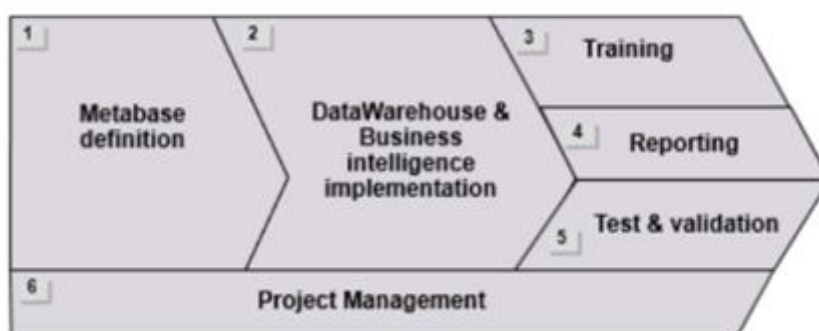 1
Metabase
definition
2
DataWarehouse &
Business
intelligence
implementation
3
Training
4
Reporting
5
Test & validation
6
Project Management